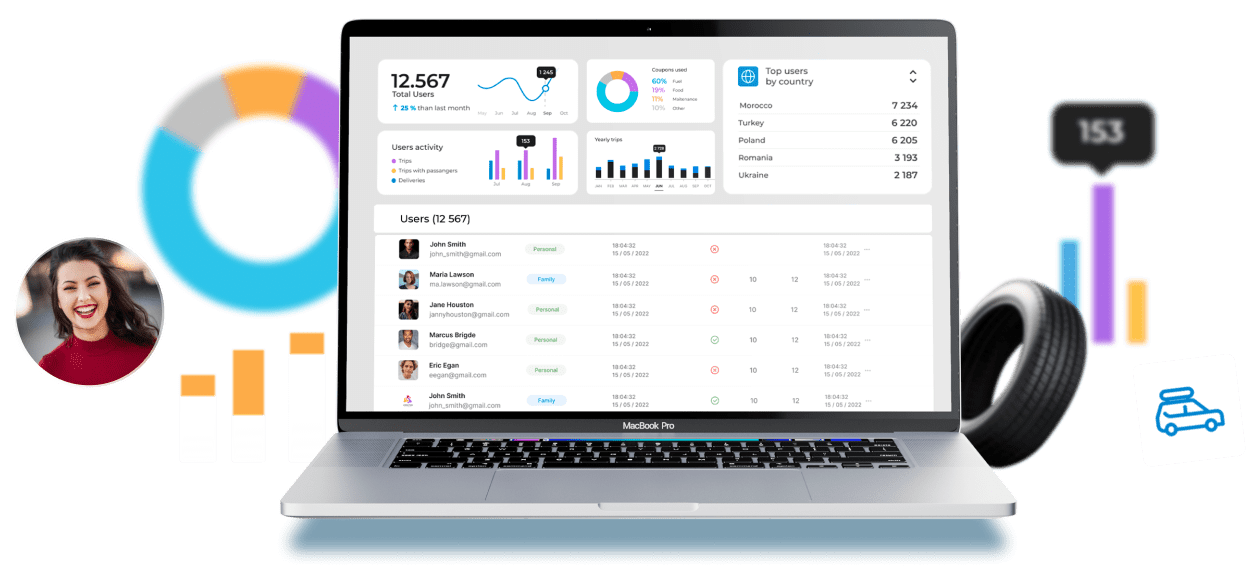 12.567
Total Users
↑ 25 % than last month
1 245
May Jun Jul Aug Sep Oct
Coupons used
60% Fuel
19% Food
11% Maitenance
10% Other
Top users
by country
Morocco 7 234
Turkey 6 220
Poland 6 205
Romania 3 193
Ukraine 2 187
Users activity
Trips
Trips with passangers
Deliveries
153
Jul Aug Sep
Yearly trips
JAN FEB MAR APR MAI JUN JUL AUG SEP OCT
Users (12 567)
John Smith
john_smith@gmail.com
Personal
18:04:32
15 / 05 / 2022
18:04:32
15 / 05 / 2022
Maria Lawson
ma.lawson@gmail.com
Family
18:04:32
15 / 05 / 2022
10
12
18:04:32
15 / 05 / 2022
Jane Houston
jannyhouston@gmail.com
Personal
18:04:32
15 / 05 / 2022
10
12
18:04:32
15 / 05 / 2022
Marcus Brigde
bridge@gmail.com
Personal
18:04:32
15 / 05 / 2022
10
12
18:04:32
15 / 05 / 2022
Eric Egan
eegan@gmail.com
Personal
18:04:32
15 / 05 / 2022
10
12
18:04:32
15 / 05 / 2022
John Smith
john_smith@gmail.com
Family
18:04:32
15 / 05 / 2022
10
12
18:04:32
15 / 05 / 2022
MacBook Pro
153